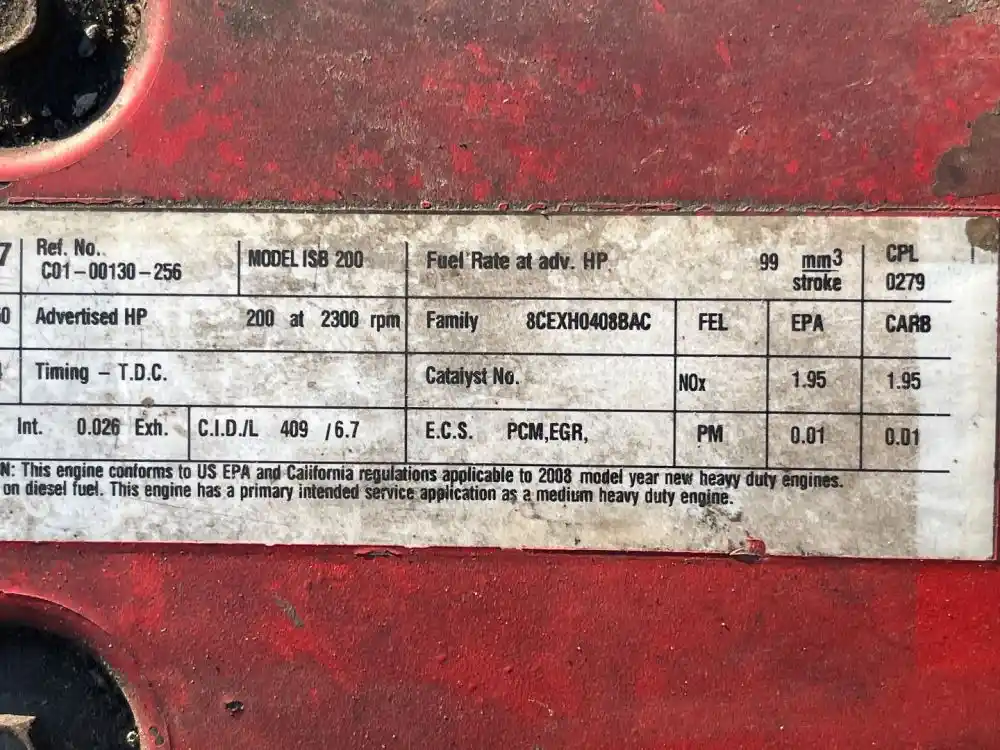 7 Ref. No. MODEL ISB 200 Fuel Rate at adv. HP 99 mm3 CPL
C01-00130-256 stroke 0279
0 Advertised HP 200 at 2300 rpm Family 8CEXH0408BAC FEL EPA CARB
Timing - T.D.C. Catalyst No. NOx 1.95 1.95
Int. 0.026 Exh. C.I.D./L 409 /6.7 E.C.S. PCM,EGR, PM 0.01 0.01
N: This engine conforms to US EPA and California regulations applicable to 2008 model year new heavy duty engines.
on diesel fuel. This engine has a primary intended service application as a medium heavy duty engine.